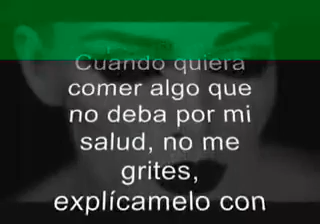 Cuando quiera
comer algo que
no deba por mi
salud, no me
grites,
explícamelo con